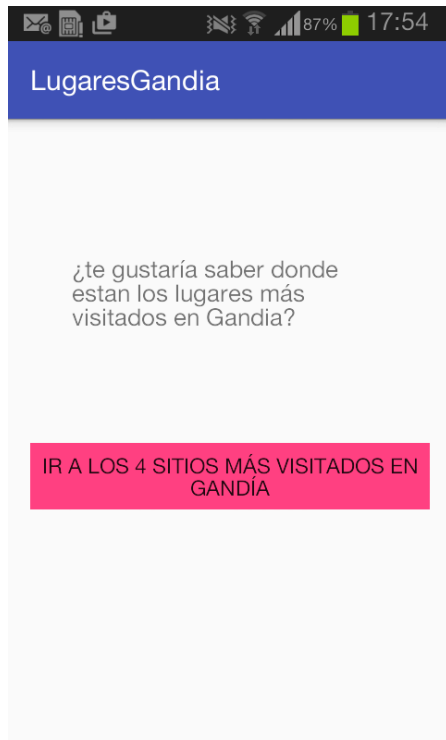 87% 17:54
LugaresGandia
¿te gustaría saber donde
estan los lugares más
visitados en Gandia?
IR A LOS 4 SITIOS MÁS VISITADOS EN
GANDÍA